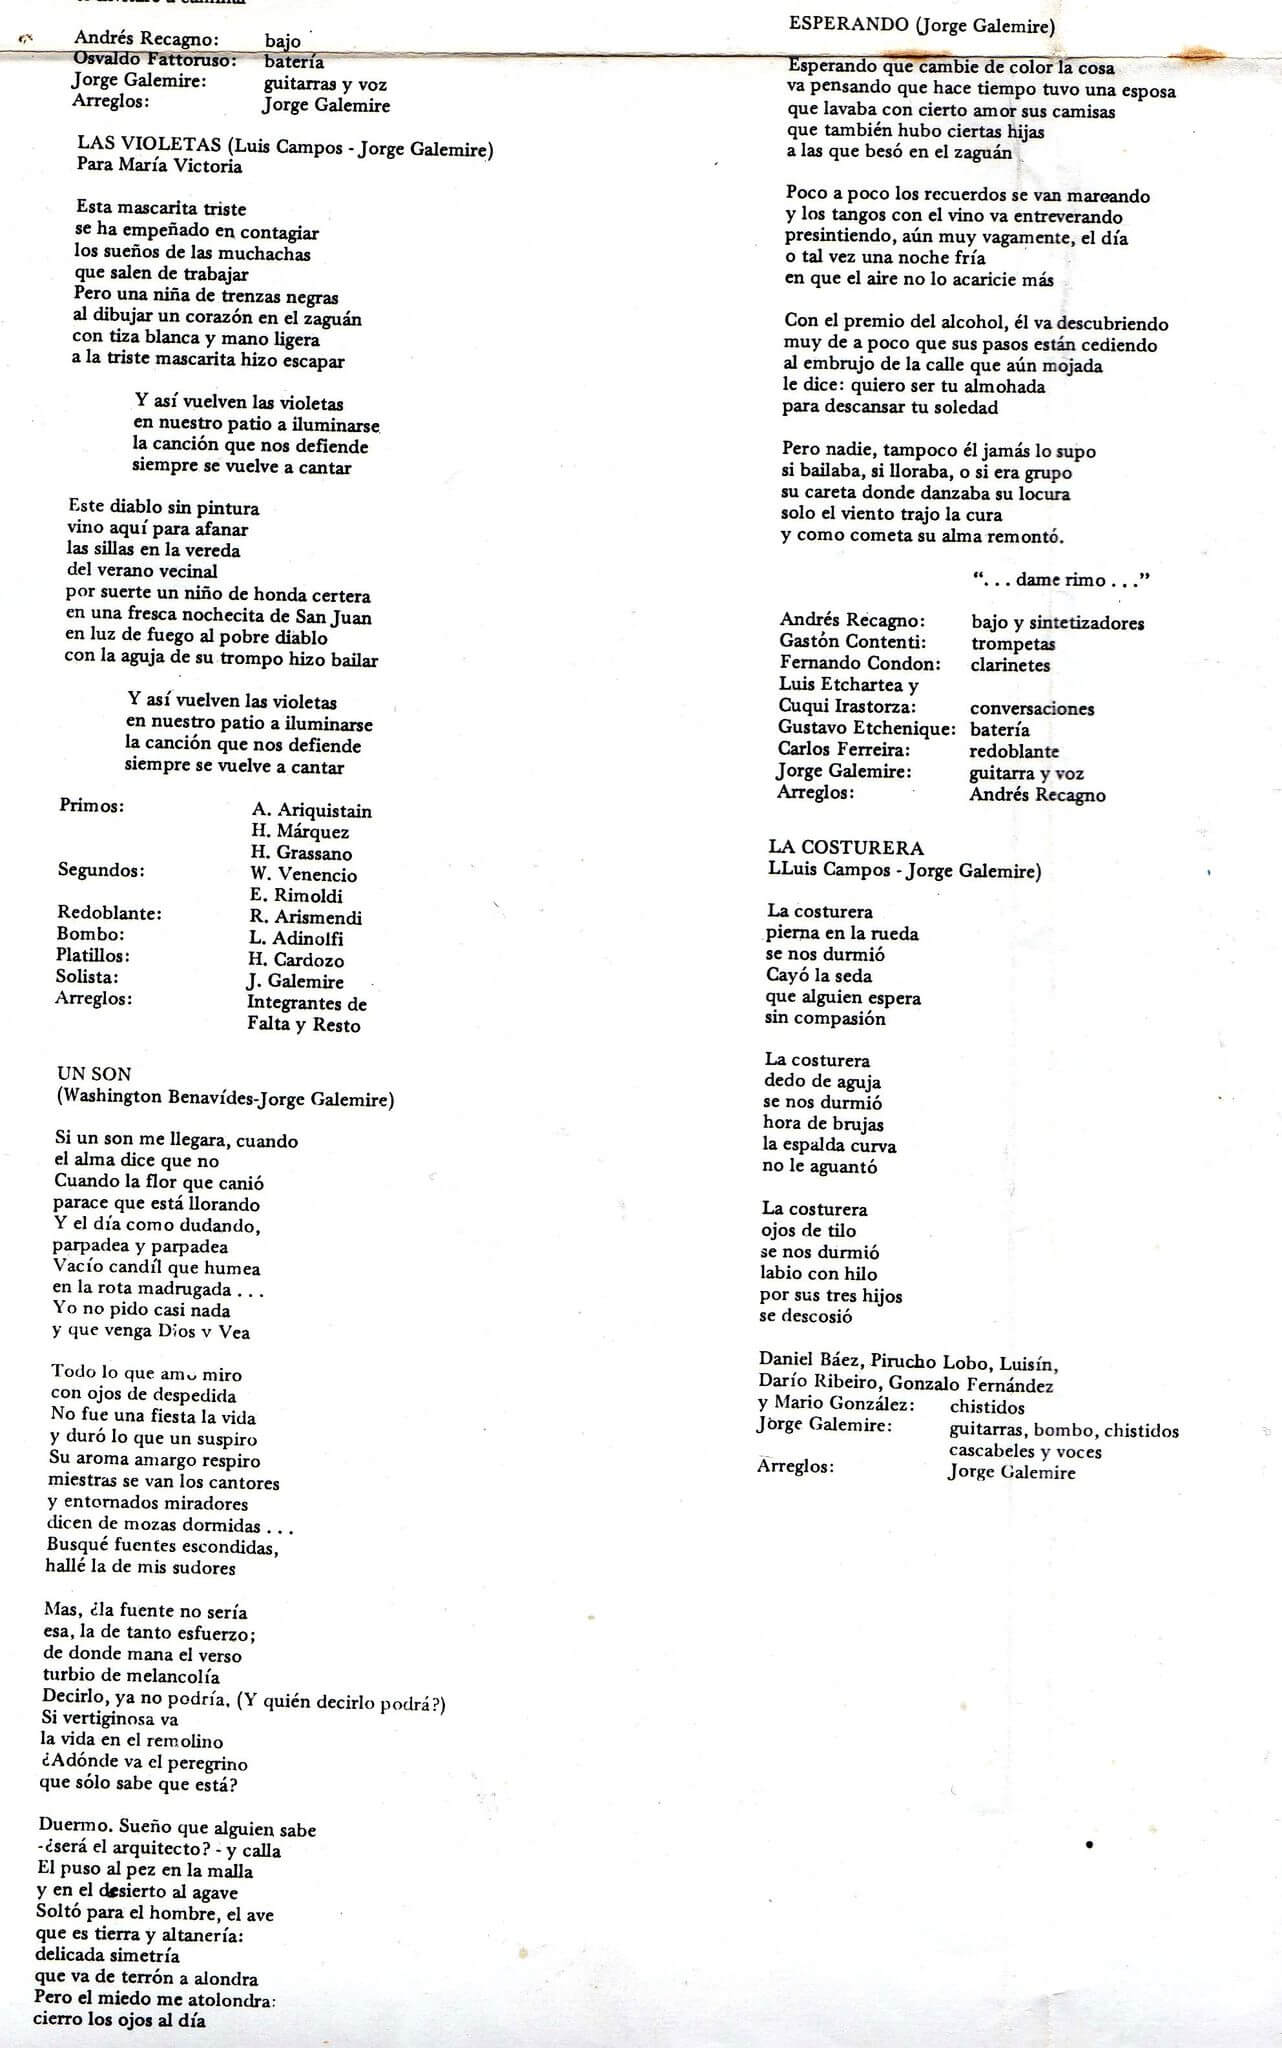 Andrés Recagno: bajo
Osvaldo Fattoruso: batería
Jorge Galemire: guitarras y voz
Arreglos: Jorge Galemire
LAS VIOLETAS (Luis Campos - Jorge Galemire)
Para María Victoria
Esta mascarita triste
se ha empeñado en contagiar
los sueños de las muchachas
que salen de trabajar
Pero una niña de trenzas negras
al dibujar un corazón en el zaguán
con tiza blanca y mano ligera
a la triste mascarita hizo escapar
Y así vuelven las violetas
en nuestro patio a iluminarse
la canción que nos defiende
siempre se vuelve a cantar
Este diablo sin pintura
vino aquí para afanar
las sillas en la vereda
del verano vecinal
por suerte un niño de honda certera
en una fresca nochecita de San Juan
en luz de fuego al pobre diablo
con la aguja de su trompo hizo bailar
Y así vuelven las violetas
en nuestro patio a iluminarse
la canción que nos defiende
siempre se vuelve a cantar
Primos: A. Ariquistain
H. Márquez
H. Grassano
Segundos: W. Venencio
E. Rimoldi
Redoblante: R. Arismendi
Bombo: L. Adinolfi
Platillos: H. Cardozo
Solista: J. Galemire
Arreglos: Integrantes de
Falta y Resto
UN SON
(Washington Benavídes-Jorge Galemire)
Si un son me llegara, cuando
el alma dice que no
Cuando la flor que canió
parace que está llorando
Y el día como dudando,
parpadea y parpadea
Vacío candíl que humea
en la rota madrugada . . .
Yo no pido casi nada
y que venga Dios y Vea
Todo lo que amo miro
con ojos de despedida
No fue una fiesta la vida
y duró lo que un suspiro
Su aroma amargo respiro
miestras se van los cantores
y entornados miradores
dicen de mozas dormidas . . .
Busqué fuentes escondidas,
hallé la de mis sudores
Mas, ¿la fuente no sería
esa, la de tanto esfuerzo;
de donde mana el verso
turbio de melancolía
Decirlo, ya no podría, (Y quién decirlo podrá?)
Si vertiginosa va
la vida en el remolino
¿Adónde va el peregrino
que sólo sabe que está?
Duermo. Sueño que alguien sabe
-¿será el arquitecto? - y calla
El puso al pez en la malla
y en el desierto al agave
Soltó para el hombre, el ave
que es tierra y altanería:
delicada simetría
que va de terrón a alondra
Pero el miedo me atolondra:
cierro los ojos al día
ESPERANDO (Jorge Galemire)
Esperando que cambie de color la cosa
va pensando que hace tiempo tuvo una esposa
que lavaba con cierto amor sus camisas
que también hubo ciertas hijas
a las que besó en el zaguán
Poco a poco los recuerdos se van mareando
y los tangos con el vino va entreverando
presintiendo, aún muy vagamente, el día
o tal vez una noche fría
en que el aire no lo acaricie más
Con el premio del alcohol, él va descubriendo
muy de a poco que sus pasos están cediendo
al embrujo de la calle que aún mojada
le dice: quiero ser tu almohada
para descansar tu soledad
Pero nadie, tampoco él jamás lo supo
si bailaba, si lloraba, o si era grupo
su careta donde danzaba su locura
solo el viento trajo la cura
y como cometa su alma remontó.
“. . . dame rimo . . .”
Andrés Recagno: bajo y sintetizadores
Gastón Contenti: trompetas
Fernando Condon: clarinetes
Luis Etchartea y
Cuqui Irastorza: conversaciones
Gustavo Etchenique: batería
Carlos Ferreira: redoblante
Jorge Galemire: guitarra y voz
Arreglos: Andrés Recagno
LA COSTURERA
LLuis Campos - Jorge Galemire)
La costurera
pierna en la rueda
se nos durmió
Cayó la seda
que alguien espera
sin compasión
La costurera
dedo de aguja
se nos durmió
hora de brujas
la espalda curva
no le aguantó
La costurera
ojos de tilo
se nos durmió
labio con hilo
por sus tres hijos
se descosió
Daniel Báez, Pirucho Lobo, Luisín,
Darío Ribeiro, Gonzalo Fernández
y Mario González: chistidos
Jorge Galemire: guitarras, bombo, chistidos
cascabeles y voces
Arreglos: Jorge Galemire